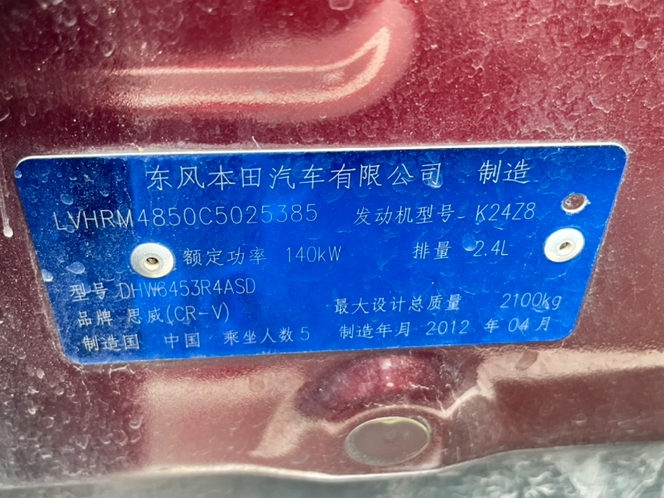 东风本田汽车有限公司 制造
LVHRM4850C5025385 发动机型号 K24Z8
额定功率 140kW 排量 2.4L
型号 DHW6453R4ASD
品牌 思威(CR-V) 最大设计总质量 2100kg
制造国 中国 乘坐人数 5 制造年月 2012 年 04 月